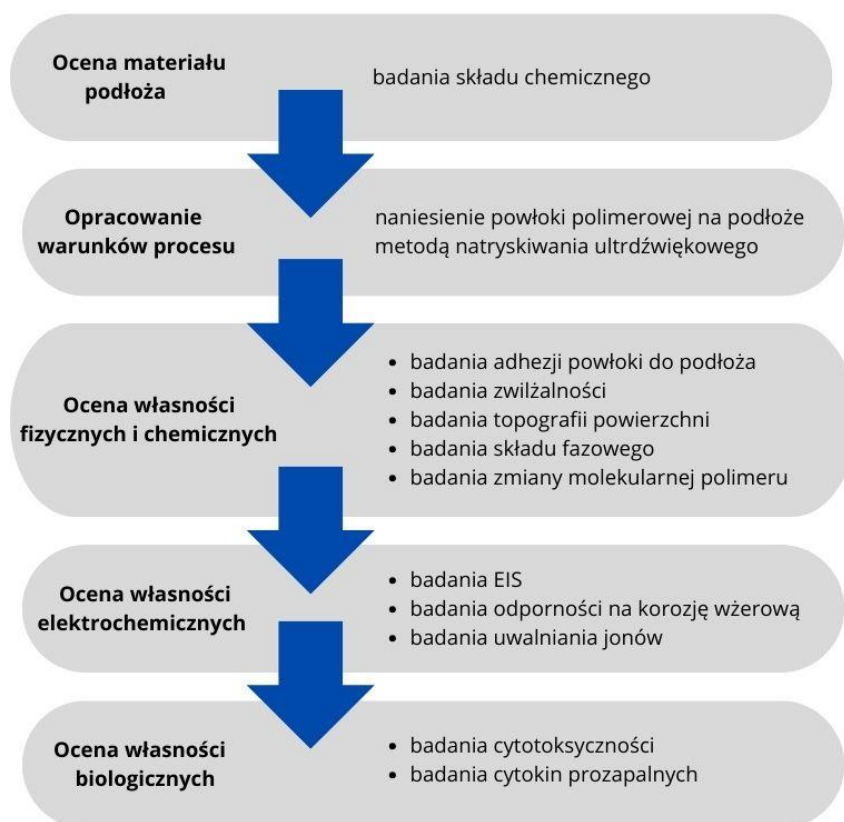 Ocena materiału
podłoża
badania składu chemicznego
Opracowanie
warunków procesu
naniesienie powłoki polimerowej na podłoże
metodą natryskiwania ultrdźwiękowego
Ocena własności
fizycznych i chemicznych
• badania adhezji powłoki do podłoża
• badania zwilżalności
• badania topografii powierzchni
• badania składu fazowego
• badania zmiany molekularnej polimeru
Ocena własności
elektrochemicznych
• badania EIS
• badania odporności na korozję wżerową
• badania uwalniania jonów
Ocena własności
biologicznych
• badania cytotoksyczności
• badania cytokin prozapalnych